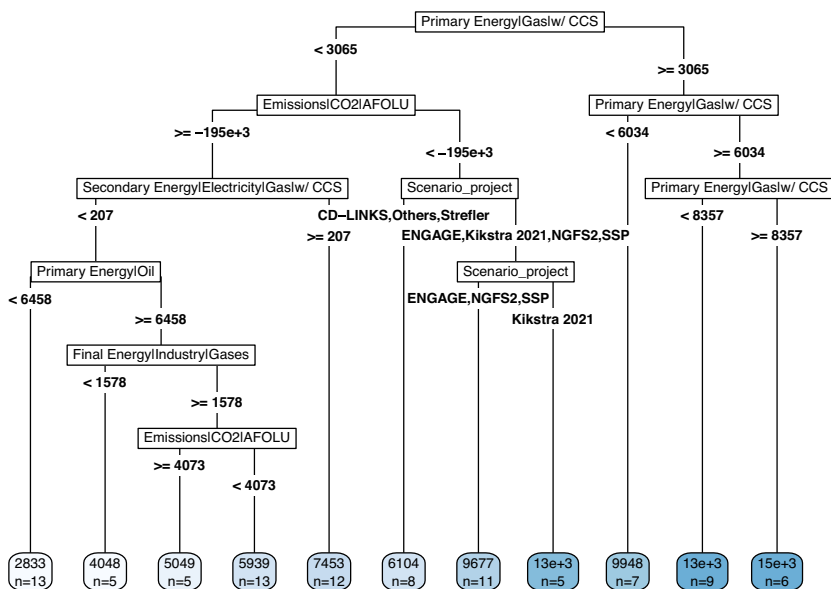 Primary Energy|Gas|w/ CCS
< 3065
>= 3065
Emissions|CO2|AFOLU
Primary Energy|Gas|w/ CCS
>= −195e+3
< 6034
< −195e+3
>= 6034
Secondary Energy|Electricity|Gas|w/ CCS
Scenario_project
Primary Energy|Gas|w/ CCS
< 207
CD−LINKS,Others,Strefler
< 8357
>= 207
ENGAGE,Kikstra 2021,NGFS2,SSP
>= 8357
Primary Energy|Oil
Scenario_project
< 6458
ENGAGE,NGFS2,SSP
>= 6458
Kikstra 2021
Final Energy|Industry|Gases
< 1578
>= 1578
Emissions|CO2|AFOLU
>= 4073
< 4073
2833 4048 5049 5939 7453 6104 9677 13e+3 9948 13e+3 15e+3
n=13 n=5 n=5 n=13 n=12 n=8 n=11 n=5 n=7 n=9 n=6